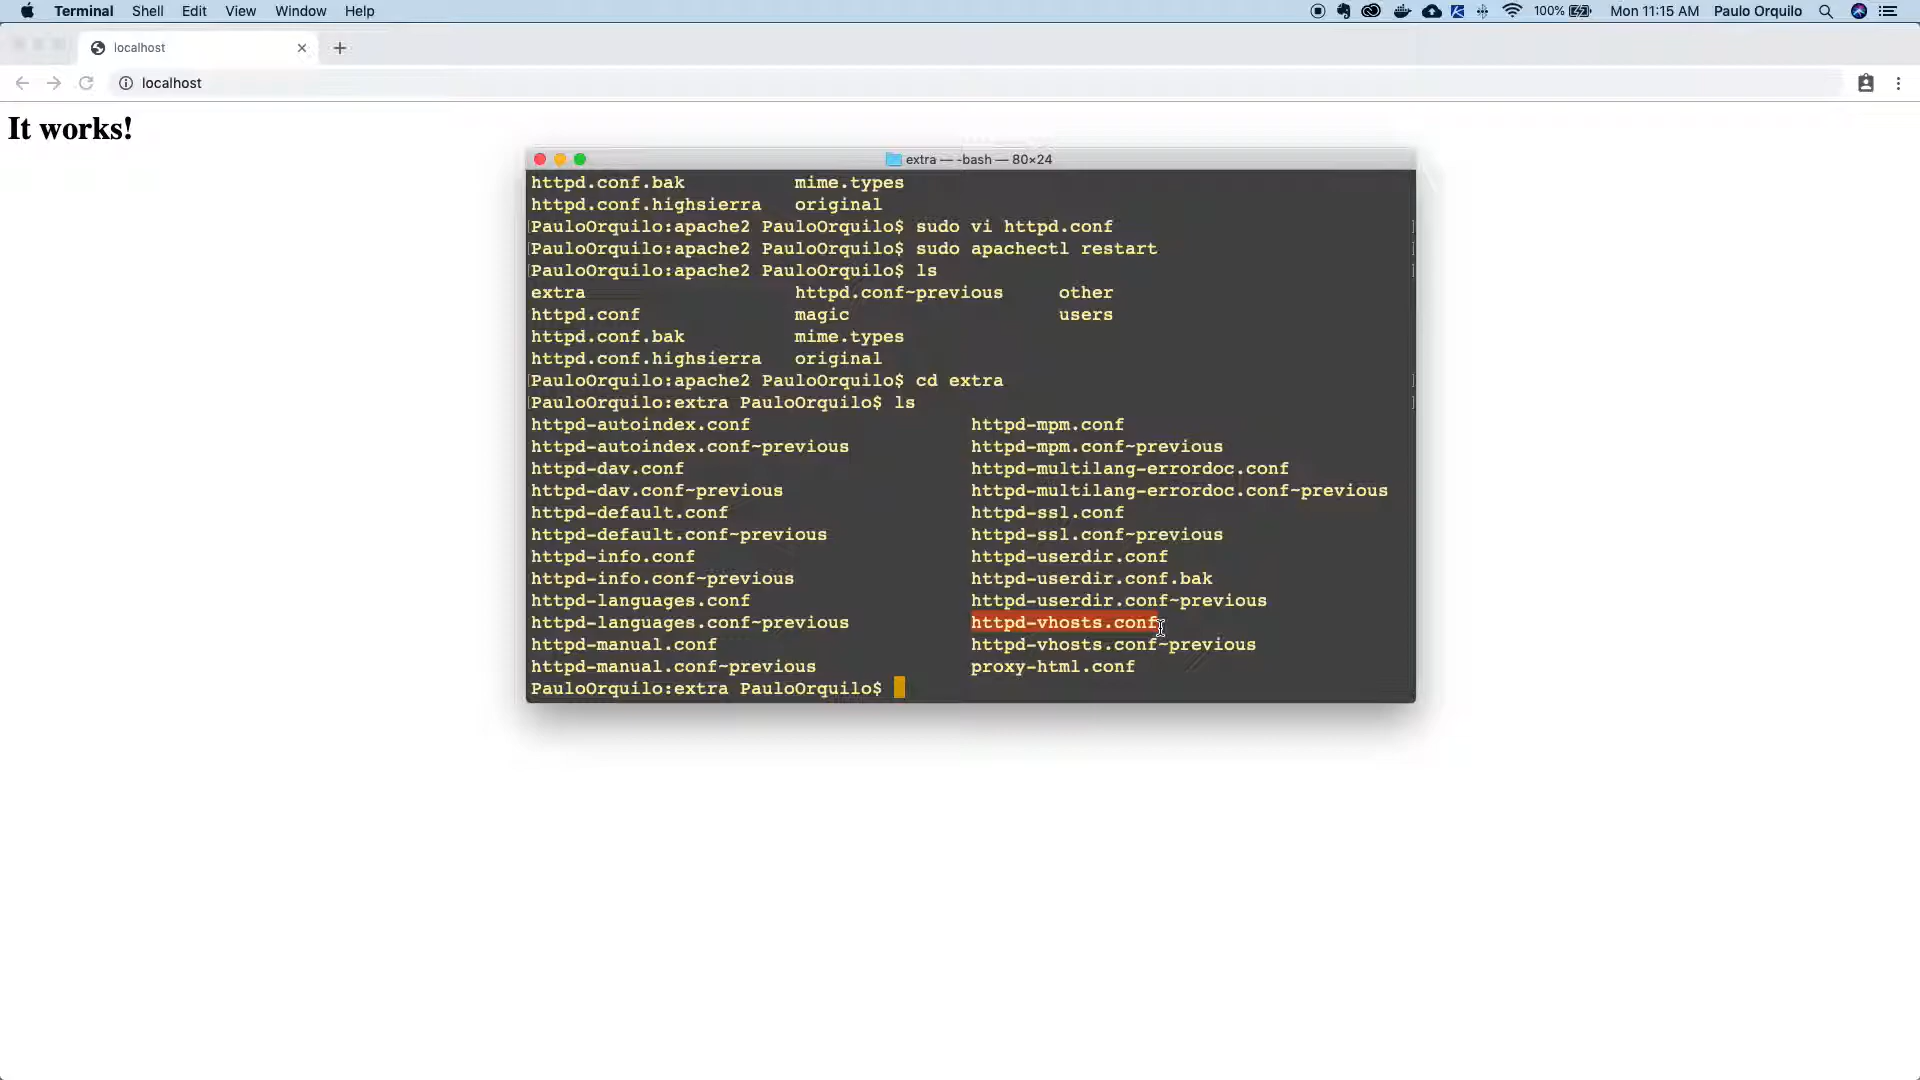 Terminal Shell Edit View Window Help 100% Mon 11:15 AM Paulo Orquilo
localhost
localhost
It works!
extra — -bash — 80×24
httpd.conf.bak mime.types
httpd.conf.highsierra original
PauloOrquilo:apache2 PauloOrquilo$ sudo vi httpd.conf
PauloOrquilo:apache2 PauloOrquilo$ sudo apachectl restart
PauloOrquilo:apache2 PauloOrquilo$ ls
extra httpd.conf~previous other
httpd.conf magic users
httpd.conf.bak mime.types
httpd.conf.highsierra original
PauloOrquilo:apache2 PauloOrquilo$ cd extra
PauloOrquilo:extra PauloOrquilo$ ls
httpd-autoindex.conf httpd-mpm.conf
httpd-autoindex.conf~previous httpd-mpm.conf~previous
httpd-dav.conf httpd-multilang-errordoc.conf
httpd-dav.conf~previous httpd-multilang-errordoc.conf~previous
httpd-default.conf httpd-ssl.conf
httpd-default.conf~previous httpd-ssl.conf~previous
httpd-info.conf httpd-userdir.conf
httpd-info.conf~previous httpd-userdir.conf.bak
httpd-languages.conf httpd-userdir.conf~previous
httpd-languages.conf~previous httpd-vhosts.conf
httpd-manual.conf httpd-vhosts.conf~previous
httpd-manual.conf~previous proxy-html.conf
PauloOrquilo:extra PauloOrquilo$